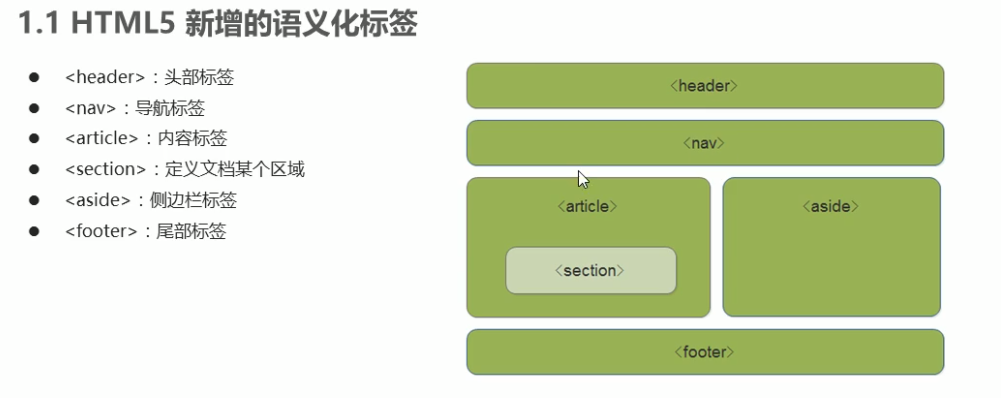 1.1 HTML5 新增的语义化标签
● <header>：头部标签
● <nav>：导航标签
● <article>：内容标签
● <section>：定义文档某个区域
● <aside>：侧边栏标签
● <footer>：尾部标签
<header>
<nav>
<article>
<aside>
<section>
<footer>